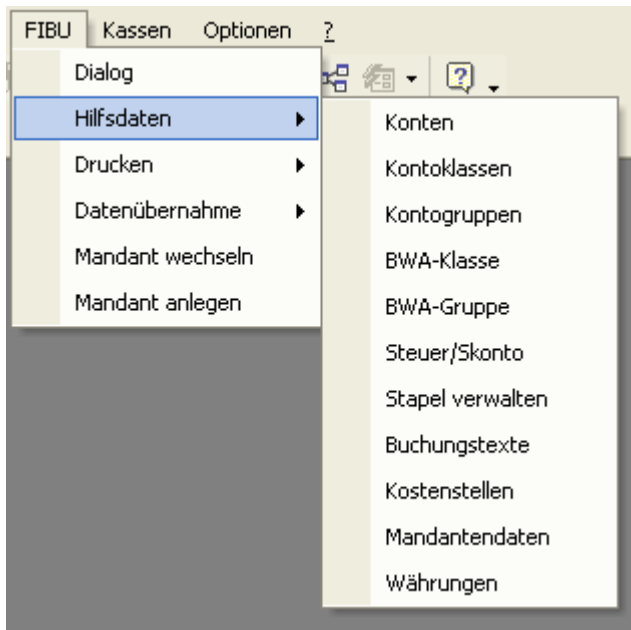 FIBU Kassen Optionen ?
Dialog
Hilfsdaten
Drucken
Datenübernahme
Mandant wechseln
Mandant anlegen
Konten
Kontoklassen
Kontogruppen
BWA-Klasse
BWA-Gruppe
Steuer/Skonto
Stapel verwalten
Buchungstexte
Kostenstellen
Mandantendaten
Währungen